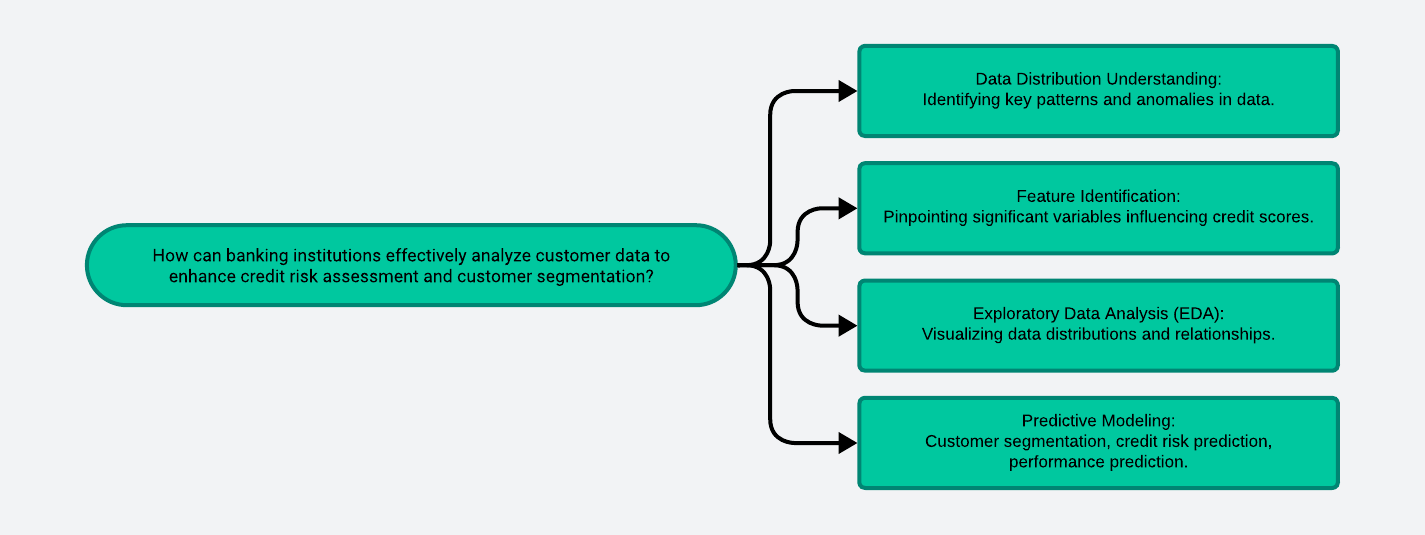 How can banking institutions effectively analyze customer data to
enhance credit risk assessment and customer segmentation?
Data Distribution Understanding:
Identifying key patterns and anomalies in data.
Feature Identification:
Pinpointing significant variables influencing credit scores.
Exploratory Data Analysis (EDA):
Visualizing data distributions and relationships.
Predictive Modeling:
Customer segmentation, credit risk prediction,
performance prediction.